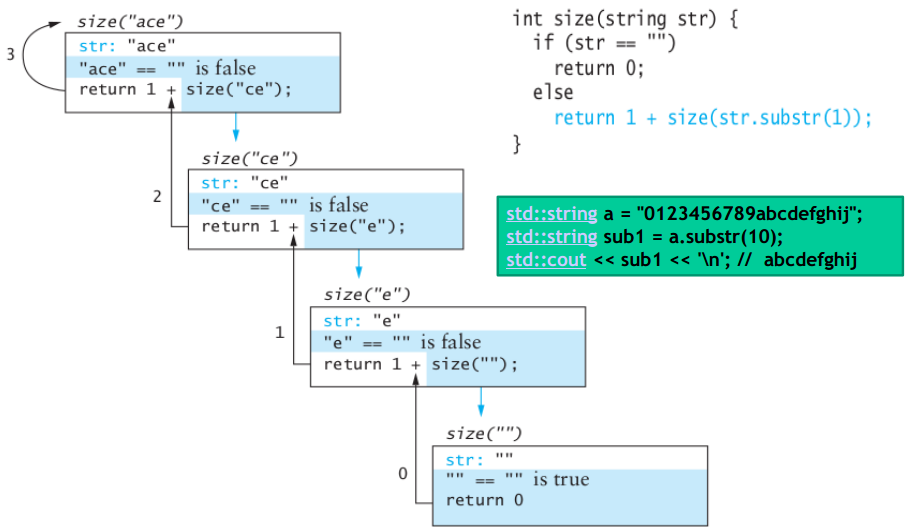 size("ace")
3
str: "ace"
"ace" == "" is false
return 1 + size("ce");
size("ce")
2
str: "ce"
"ce" == "" is false
return 1 + size("e");
size("e")
1
str: "e"
"e" == "" is false
return 1 + size("");
size("")
0
str: ""
"" == "" is true
return 0
int size(string str) {
  if (str == "")
    return 0;
  else
    return 1 + size(str.substr(1));
}
std::string a = "0123456789abcdefghij";
std::string sub1 = a.substr(10);
std::cout << sub1 << '\n'; // abcdefghij